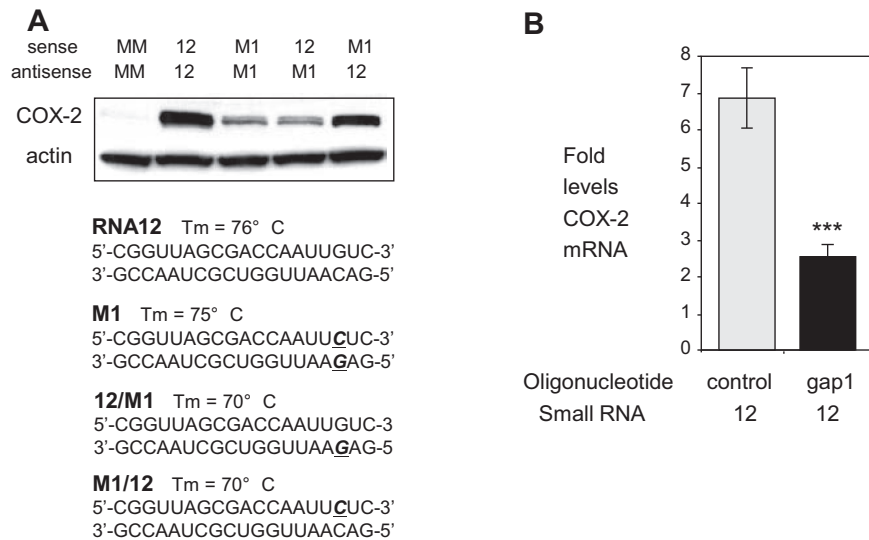 A
sense MM 12 M1 12 M1
antisense MM 12 M1 M1 12
COX-2
actin
RNA12 Tm = 76° C
5’-CGGUUAGCGACCAAUUGUC-3’
3’-GCCAAUCGCUGGUUAACAG-5’
M1 Tm = 75° C
5’-CGGUUAGCGACCAAUUCUC-3’
3’-GCCAAUCGCUGGUUAAGAG-5’
12/M1 Tm = 70° C
5’-CGGUUAGCGACCAAUUGUC-3
3’-GCCAAUCGCUGGUUAAGAG-5
M1/12 Tm = 70° C
5’-CGGUUAGCGACCAAUUCUC-3’
3’-GCCAAUCGCUGGUUAACAG-5’
B
Fold
levels
COX-2
mRNA
8
7
6
5
4
3
2
1
0
***
Oligonucleotide control gap1
Small RNA 12 12